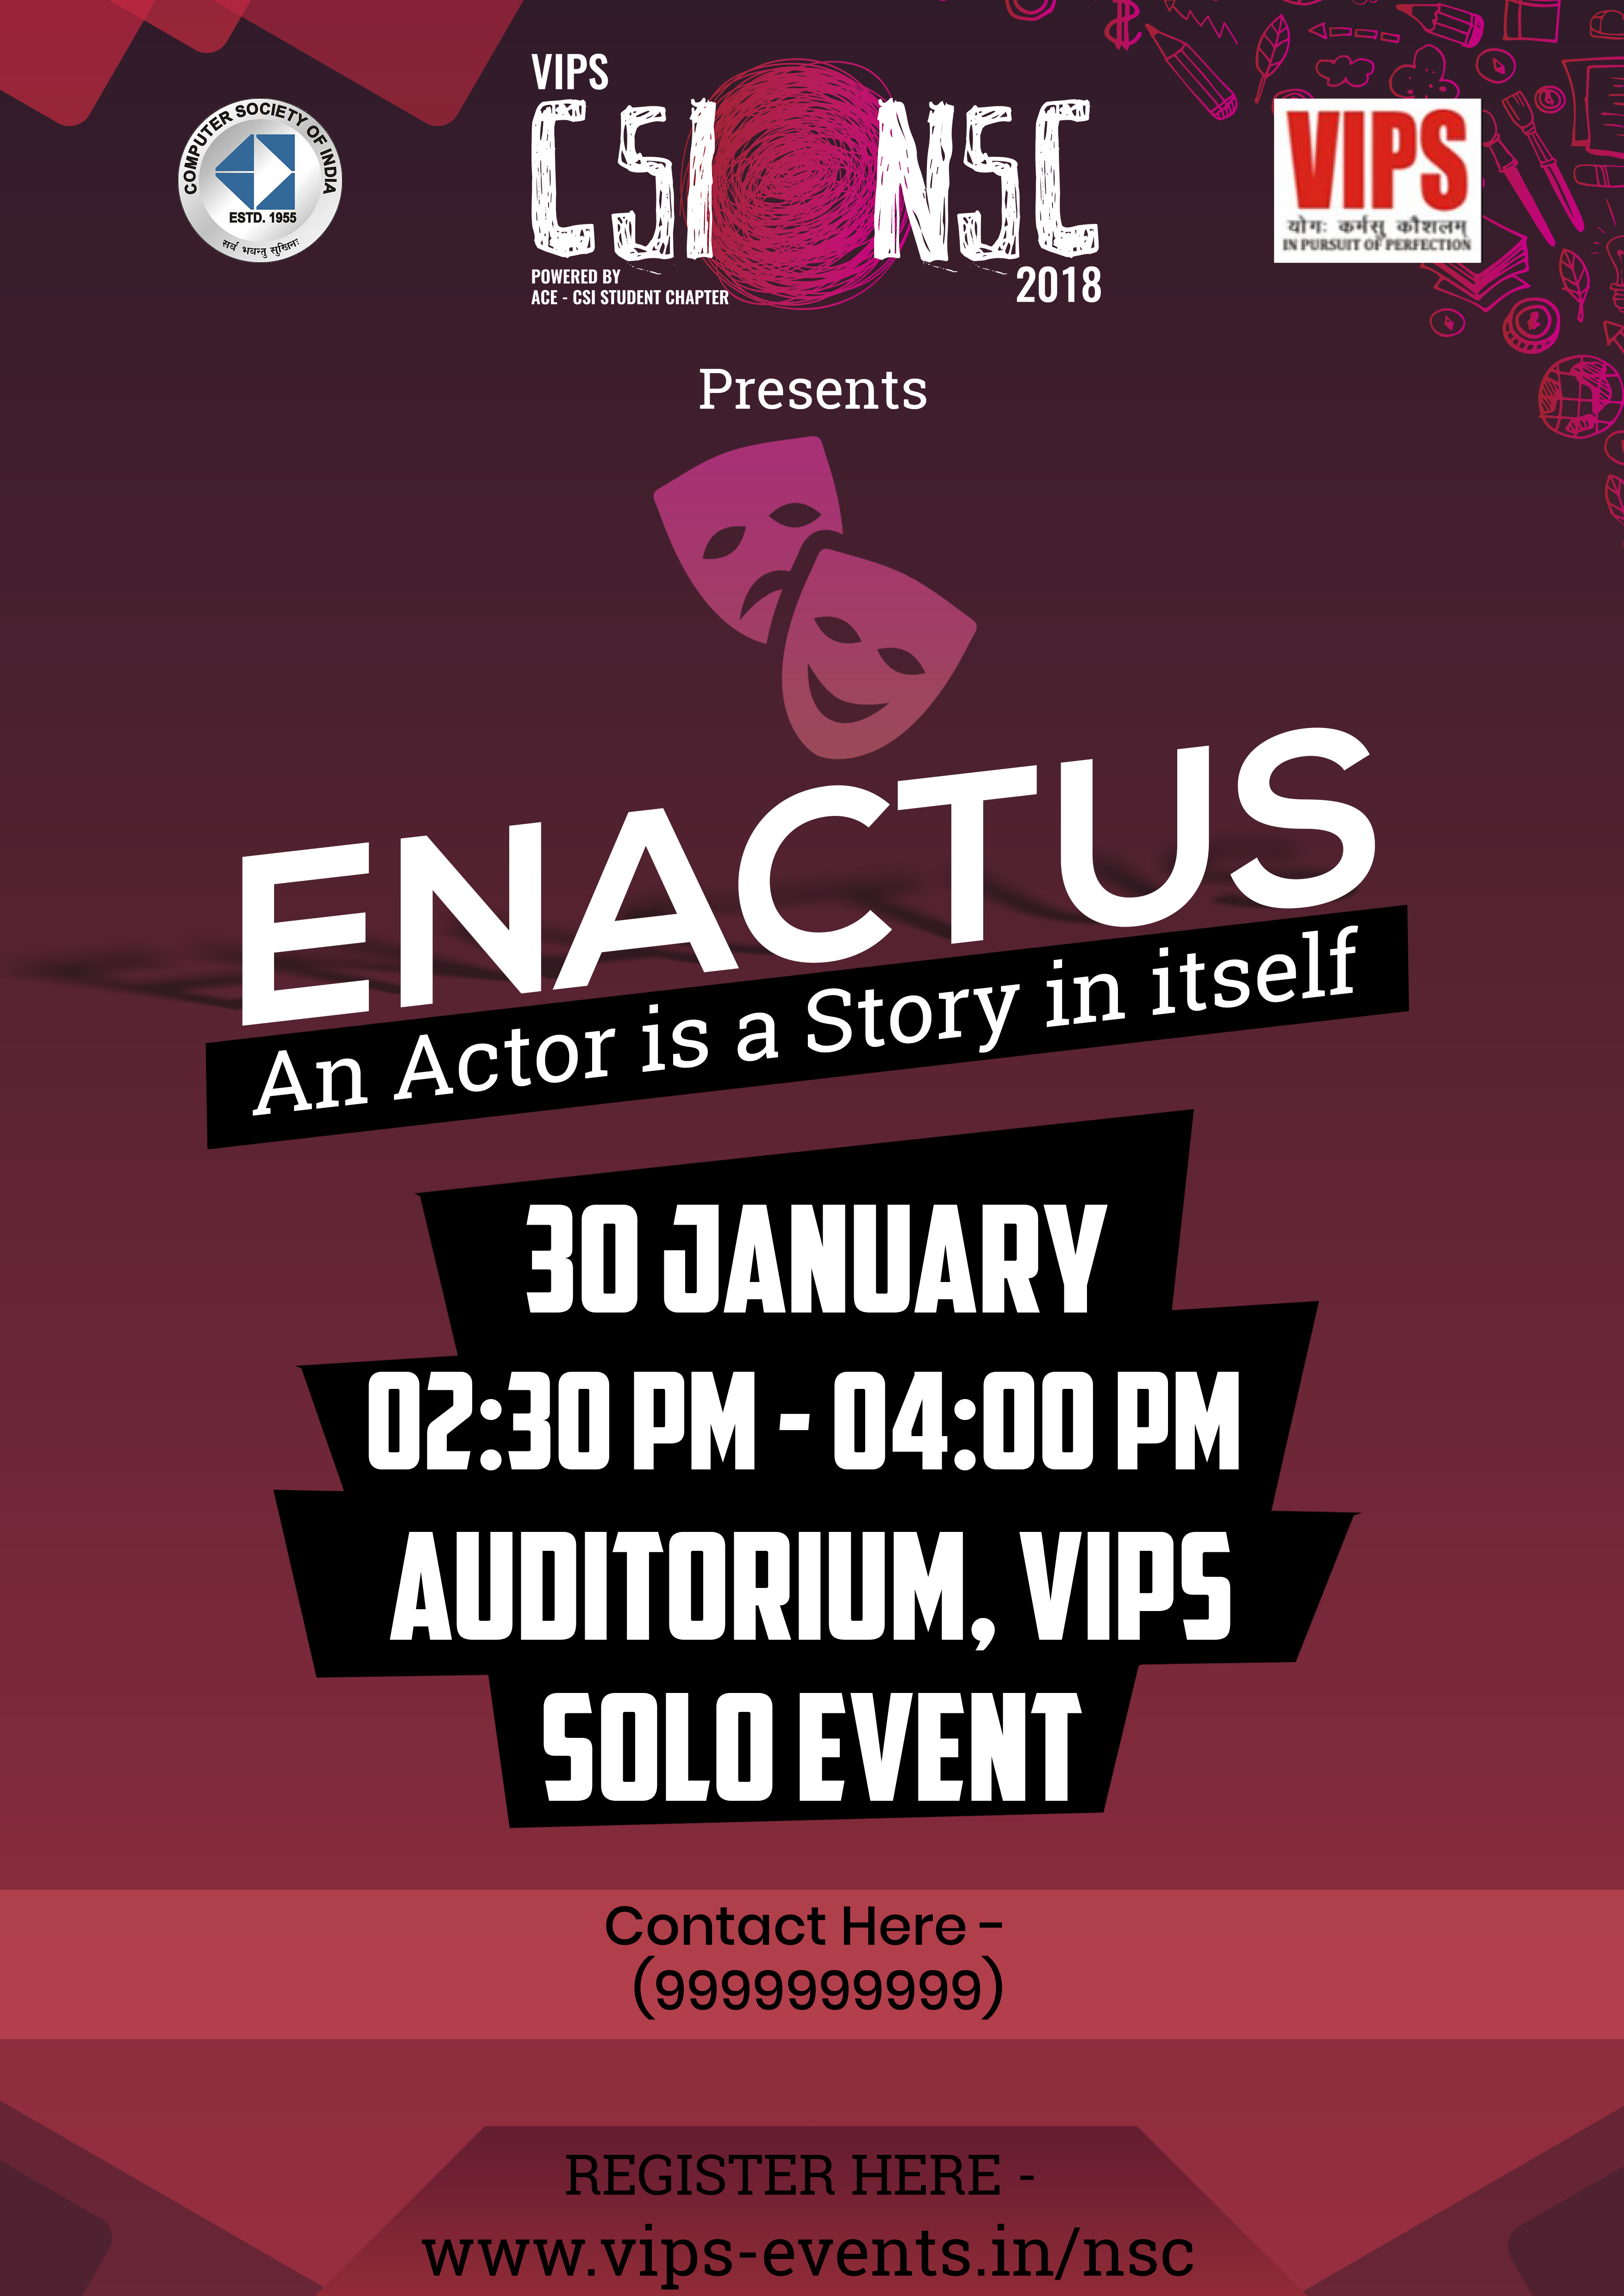 COMPUTER SOCIETY OF INDIA
ESTD. 1955
सर्वे भवन्तु सुखिनः
VIPS
CSI NSC
POWERED BY
ACE - CSI STUDENT CHAPTER
2018
VIPS
योगः कर्मसु कौशलम्
IN PURSUIT OF PERFECTION
Presents
ENACTUS
An Actor is a Story in itself
30 JANUARY
02:30 PM - 04:00 PM
AUDITORIUM, VIPS
SOLO EVENT
Contact Here -
(9999999999)
REGISTER HERE -
www.vips-events.in/nsc